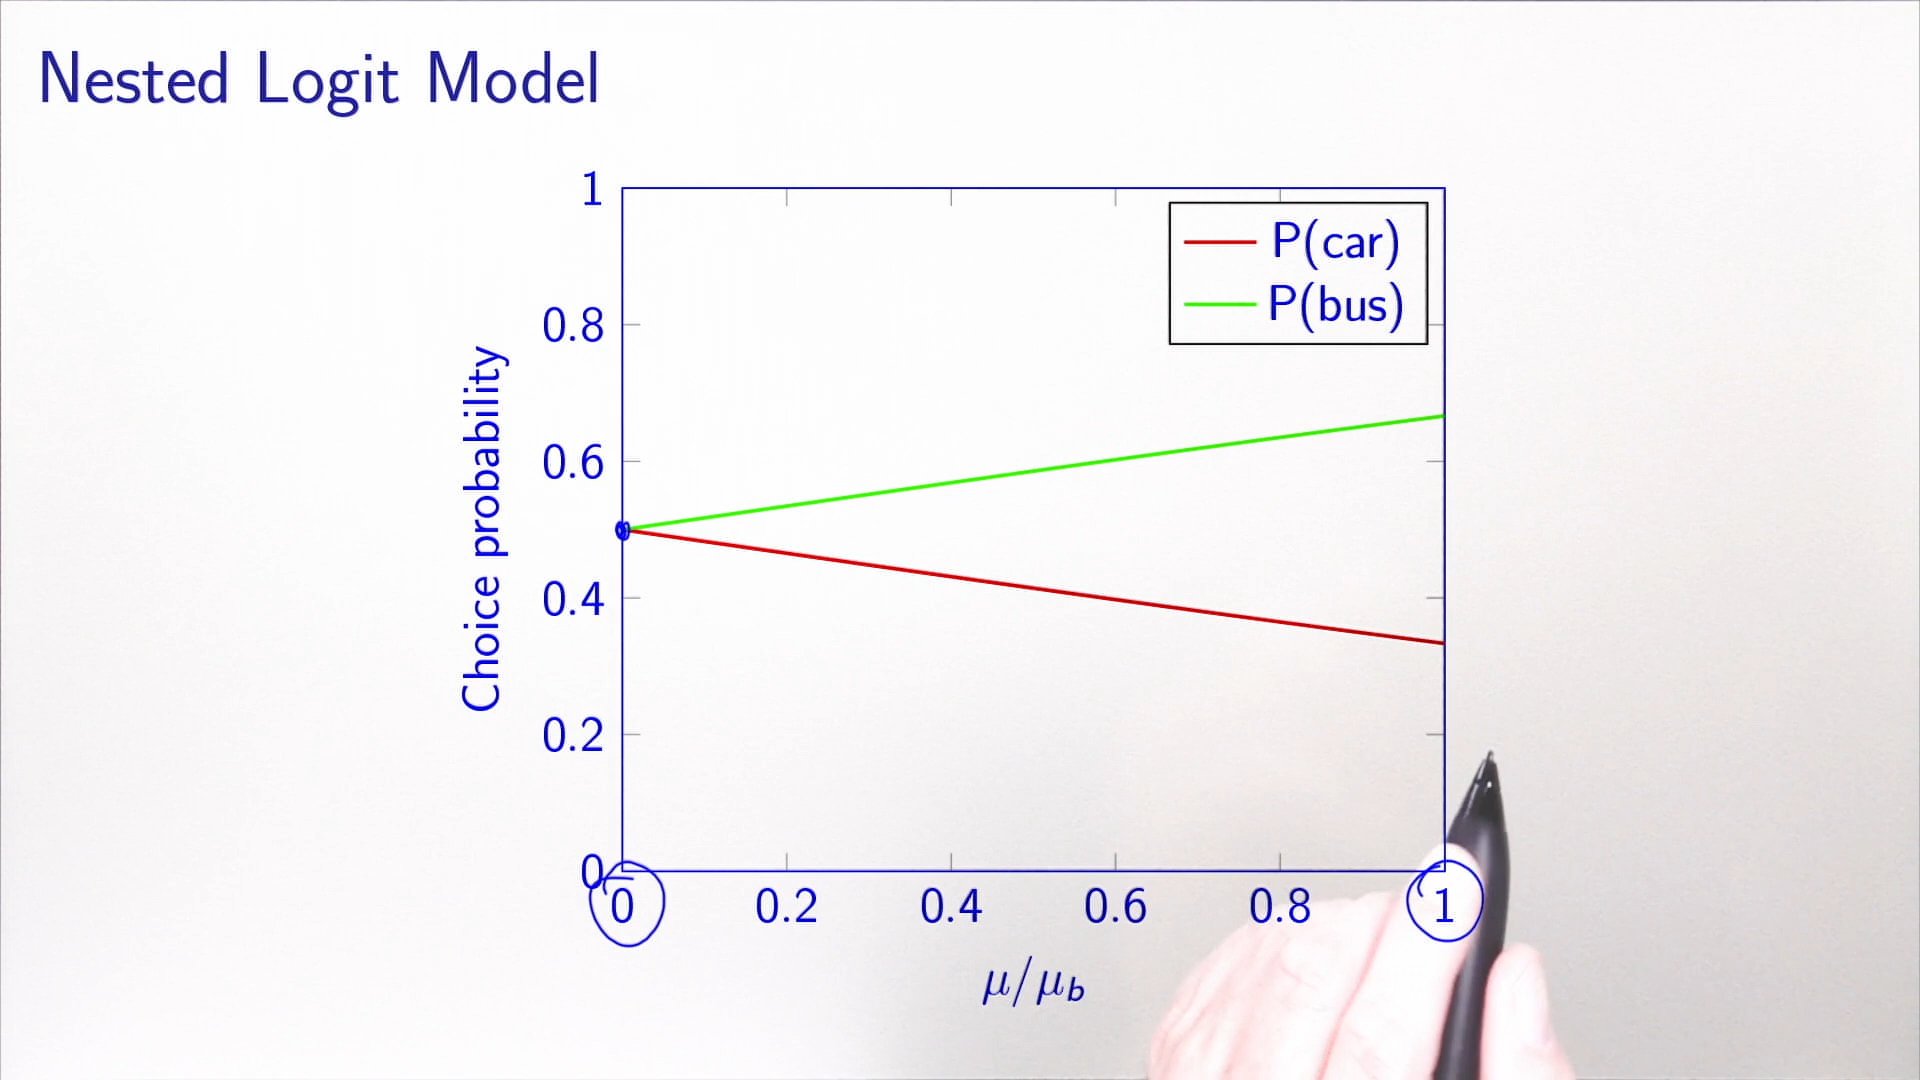 Nested Logit Model
1
P(car)
P(bus)
0.8
0.6
0.4
0.2
0
Choice probability
0 0.2 0.4 0.6 0.8 1
μ/μ_b